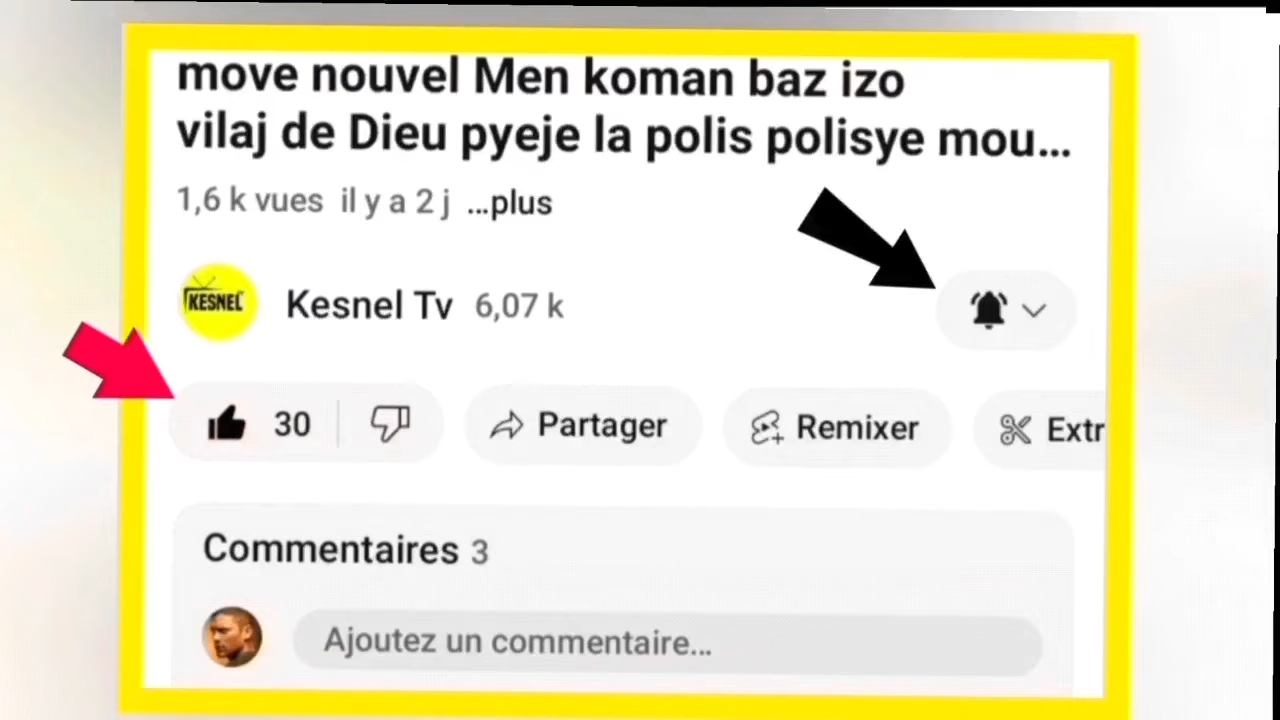 move nouvel Men koman baz izo
vilaj de Dieu pyeje la polis polisye mou...
1,6 k vues il y a 2 j ...plus
KESNEL
Kesnel Tv 6,07 k
30 Partager Remixer Extr
Commentaires 3
Ajoutez un commentaire...